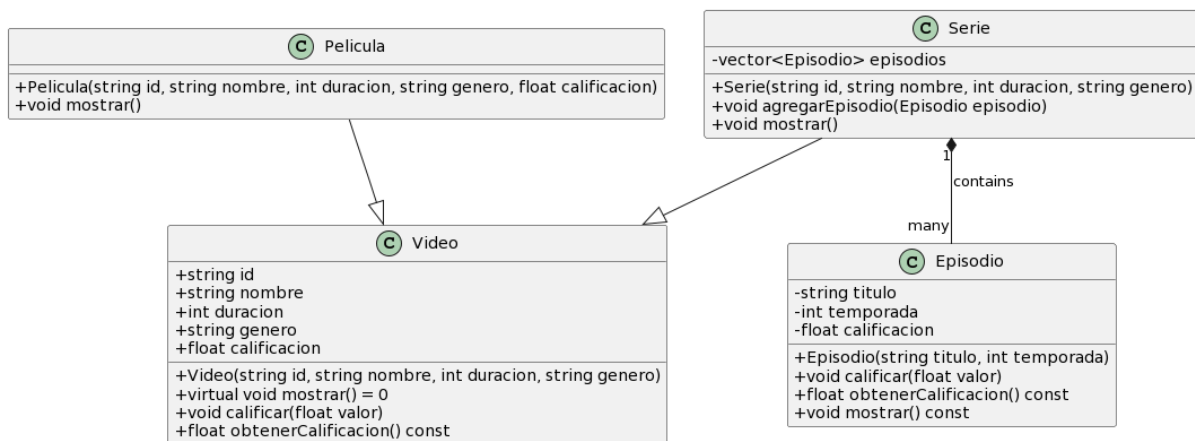 C Pelicula
+Pelicula(string id, string nombre, int duracion, string genero, float calificacion)
+void mostrar()
C Serie
-vector<Episodio> episodios
+Serie(string id, string nombre, int duracion, string genero)
+void agregarEpisodio(Episodio episodio)
+void mostrar()
1
contains
many
C Video
+string id
+string nombre
+int duracion
+string genero
+float calificacion
+Video(string id, string nombre, int duracion, string genero)
+virtual void mostrar() = 0
+void calificar(float valor)
+float obtenerCalificacion() const
C Episodio
-string titulo
-int temporada
-float calificacion
+Episodio(string titulo, int temporada)
+void calificar(float valor)
+float obtenerCalificacion() const
+void mostrar() const